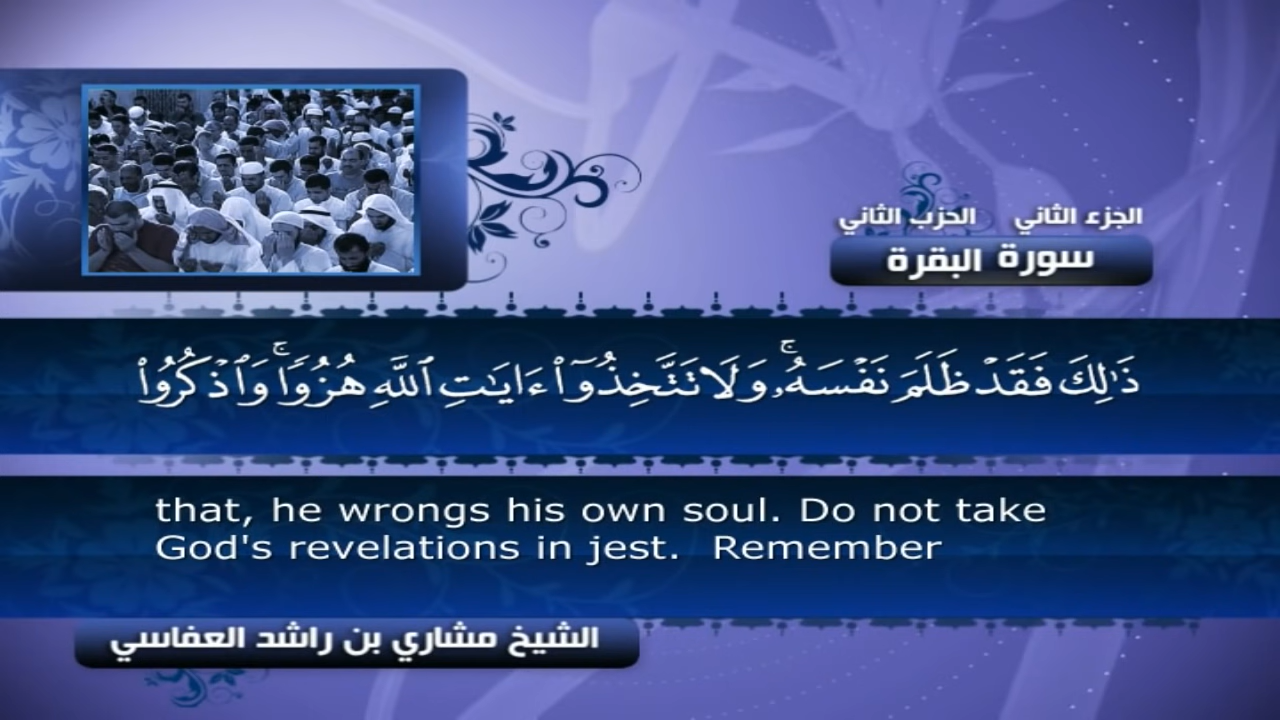 الجزء الثاني الحزب الثاني
سورة البقرة
ذَٰلِكَ فَقَدْ ظَلَمَ نَفْسَهُۥ ۚ وَلَا تَتَّخِذُوٓا۟ ءَايَـٰتِ ٱللَّهِ هُزُوًا ۚ وَٱذْكُرُوا۟
that, he wrongs his own soul. Do not take
God's revelations in jest. Remember
الشيخ مشاري بن راشد العفاسي